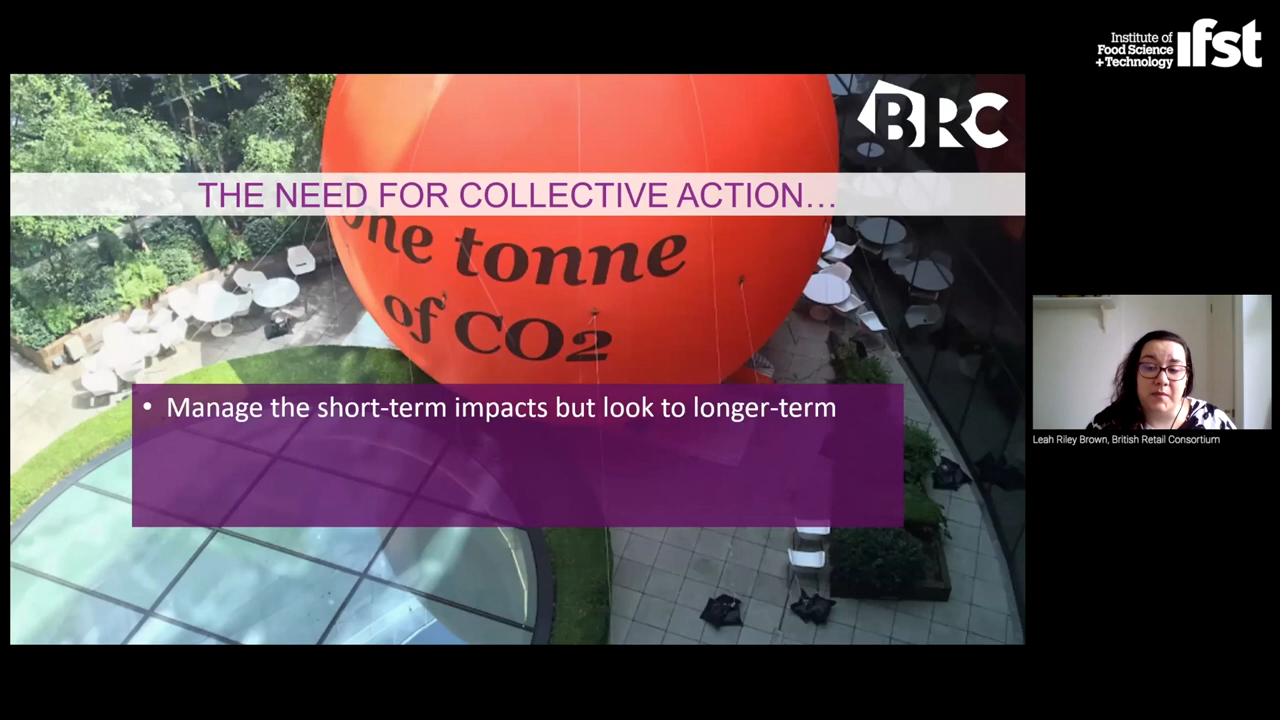 Institute of
Food Science
+Technology
ifst
BRC
THE NEED FOR COLLECTIVE ACTION…
one tonne
of CO2
• Manage the short-term impacts but look to longer-term
Leah Riley Brown, British Retail Consortium